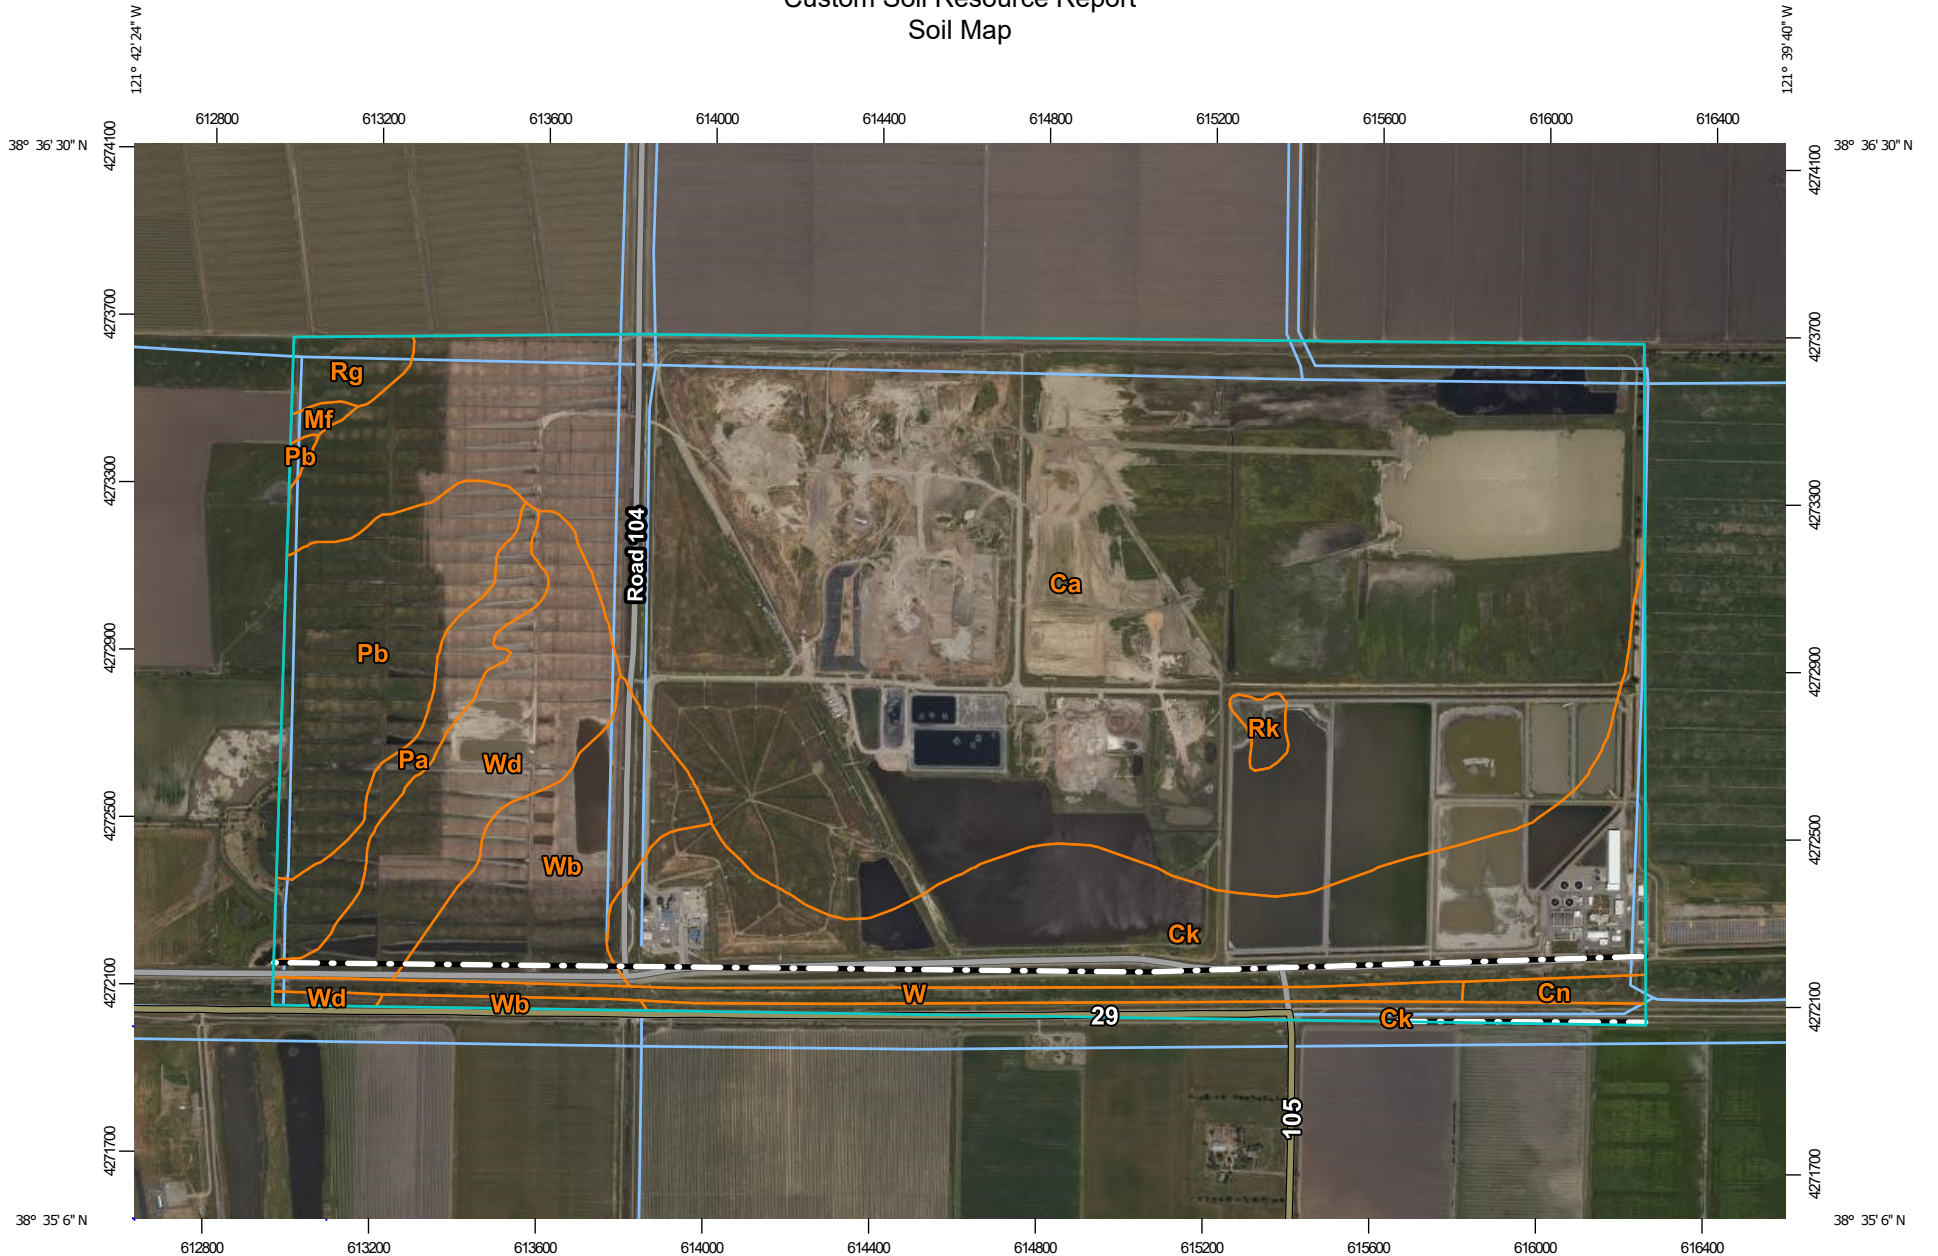 Custom Soil Resource Report
Soil Map
121° 42' 24" W
121° 39' 40" W
612800 613200 613600 614000 614400 614800 615200 615600 616000 616400
38° 36' 30" N
38° 36' 30" N
4274100
4274100
4273700
4273700
Rg
Mf
Pb
4273300
4273300
Road 104
Ca
Pb
4272900
4272900
Rk
Pa
Wd
4272500
4272500
Wb
Ck
4272100
4272100
Wd
Wb
W
Cn
29
Ck
105
4271700
4271700
38° 35' 6" N
38° 35' 6" N
612800 613200 613600 614000 614400 614800 615200 615600 616000 616400